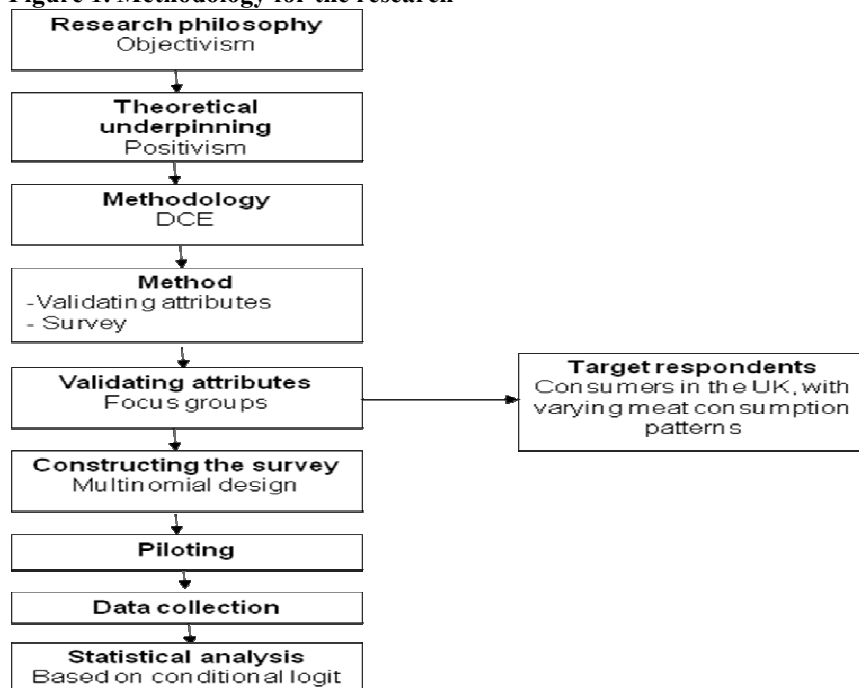 Figure 1. Methodology for the research
Research philosophy
Objectivism
Theoretical
underpinning
Positivism
Methodology
DCE
Method
-Validating attributes
- Survey
Validating attributes
Focus groups
Target respondents
Consumers in the UK, with
varying meat consumption
patterns
Constructing the survey
Multinomial design
Piloting
Data collection
Statistical analysis
Based on conditional logit